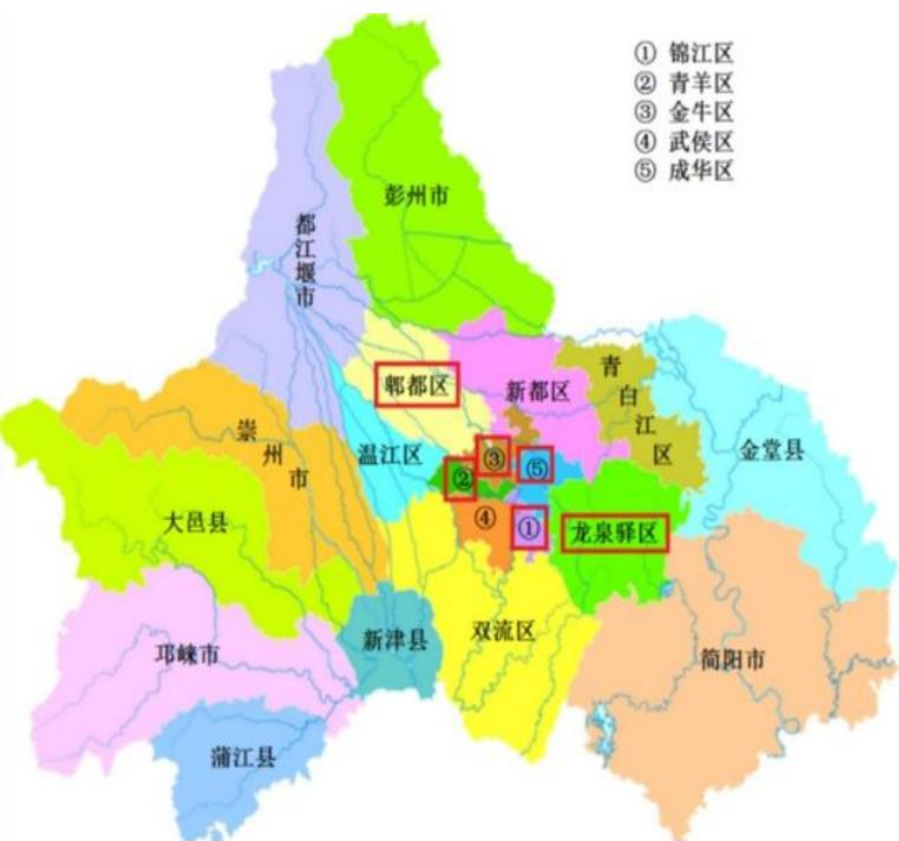 ① 锦江区
② 青羊区
③ 金牛区
④ 武侯区
⑤ 成华区
彭州市
都江堰市
郫都区
新都区
青白江区
金堂县
崇州市
温江区
③
⑤
②
大邑县
④
①
龙泉驿区
双流区
新津县
邛崃市
简阳市
蒲江县